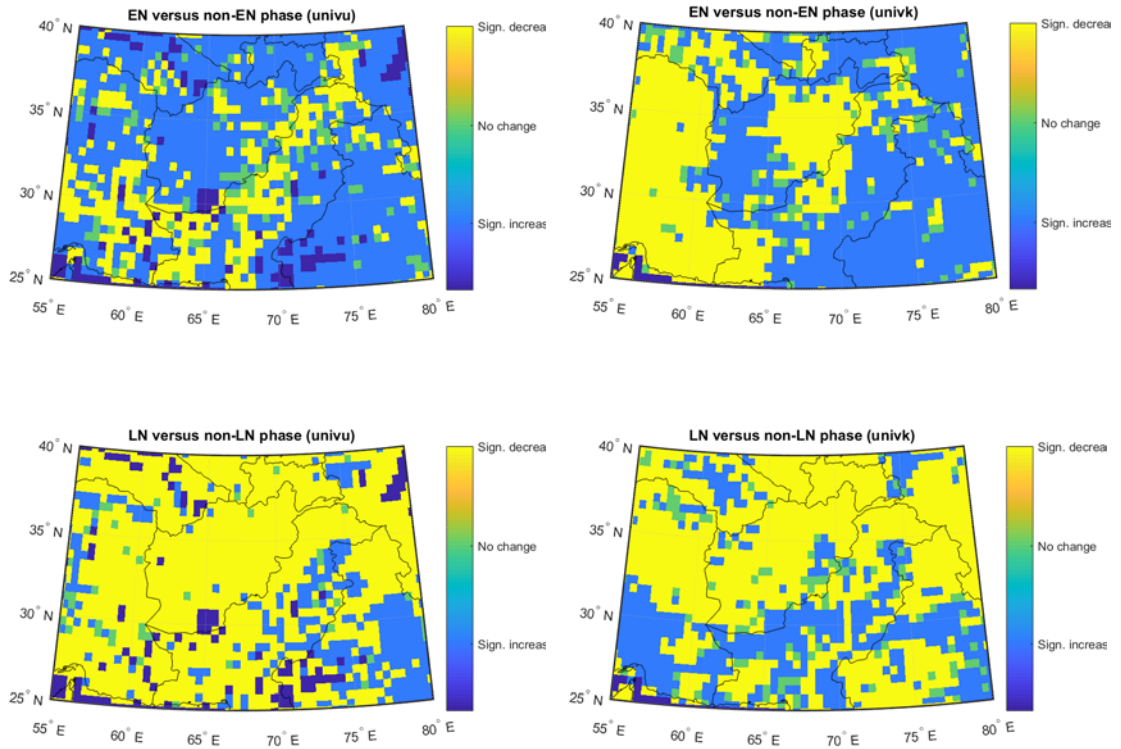 EN versus non-EN phase (univu)
40° N
35° N
30° N
25° N
55° E
60° E
65° E
70° E
75° E
80° E
Sign. decrea
No change
Sign. increas
EN versus non-EN phase (univk)
40° N
35° N
30° N
25° N
55° E
60° E
65° E
70° E
75° E
80° E
Sign. decrea
No change
Sign. increas
LN versus non-LN phase (univu)
40° N
35° N
30° N
25° N
55° E
60° E
65° E
70° E
75° E
80° E
Sign. decrea
No change
Sign. increas
LN versus non-LN phase (univk)
40° N
35° N
30° N
25° N
55° E
60° E
65° E
70° E
75° E
80° E
Sign. decrea
No change
Sign. increas